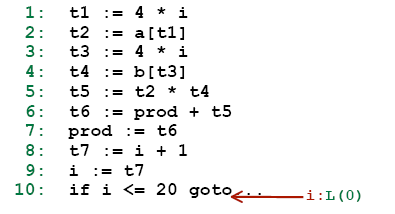 1: t1 := 4 * i
2: t2 := a[t1]
3: t3 := 4 * i
4: t4 := b[t3]
5: t5 := t2 * t4
6: t6 := prod + t5
7: prod := t6
8: t7 := i + 1
9: i := t7
10: if i <= 20 goto... i:L(0)